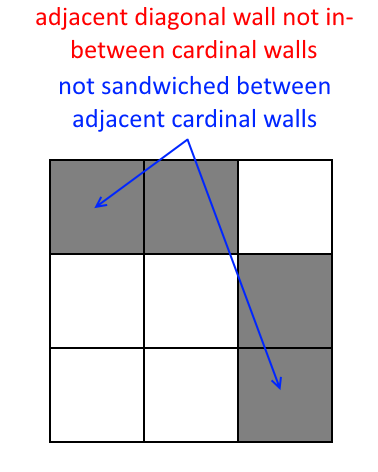 adjacent diagonal wall not in-
between cardinal walls
not sandwiched between
adjacent cardinal walls